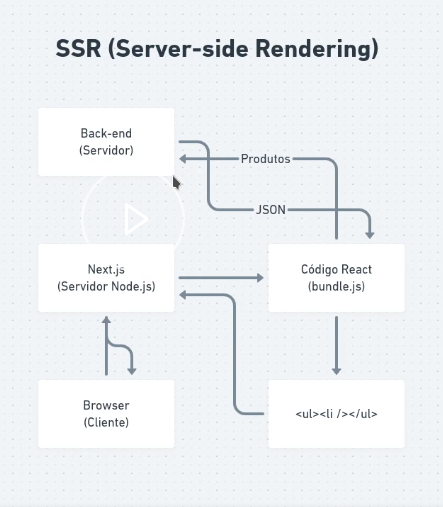 SSR (Server-side Rendering)
Back-end
(Servidor)
Produtos
JSON
Next.js
(Servidor Node.js)
Código React
(bundle.js)
Browser
(Cliente)
<ul><li /></ul>